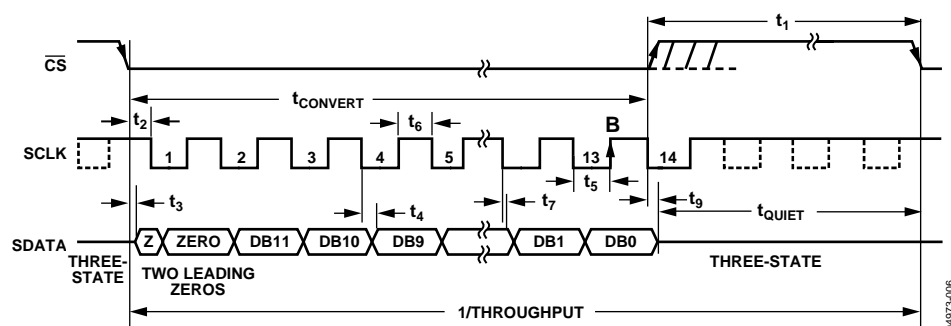 t1
CS
tCONVERT
t2
t6
B
SCLK
1
2
3
4
5
13
14
t5
t3
t4
t7
t9
tQUIET
SDATA
Z
ZERO
DB11
DB10
DB9
DB1
DB0
THREE-
STATE
TWO LEADING
ZEROS
THREE-STATE
1/THROUGHPUT
04973-006